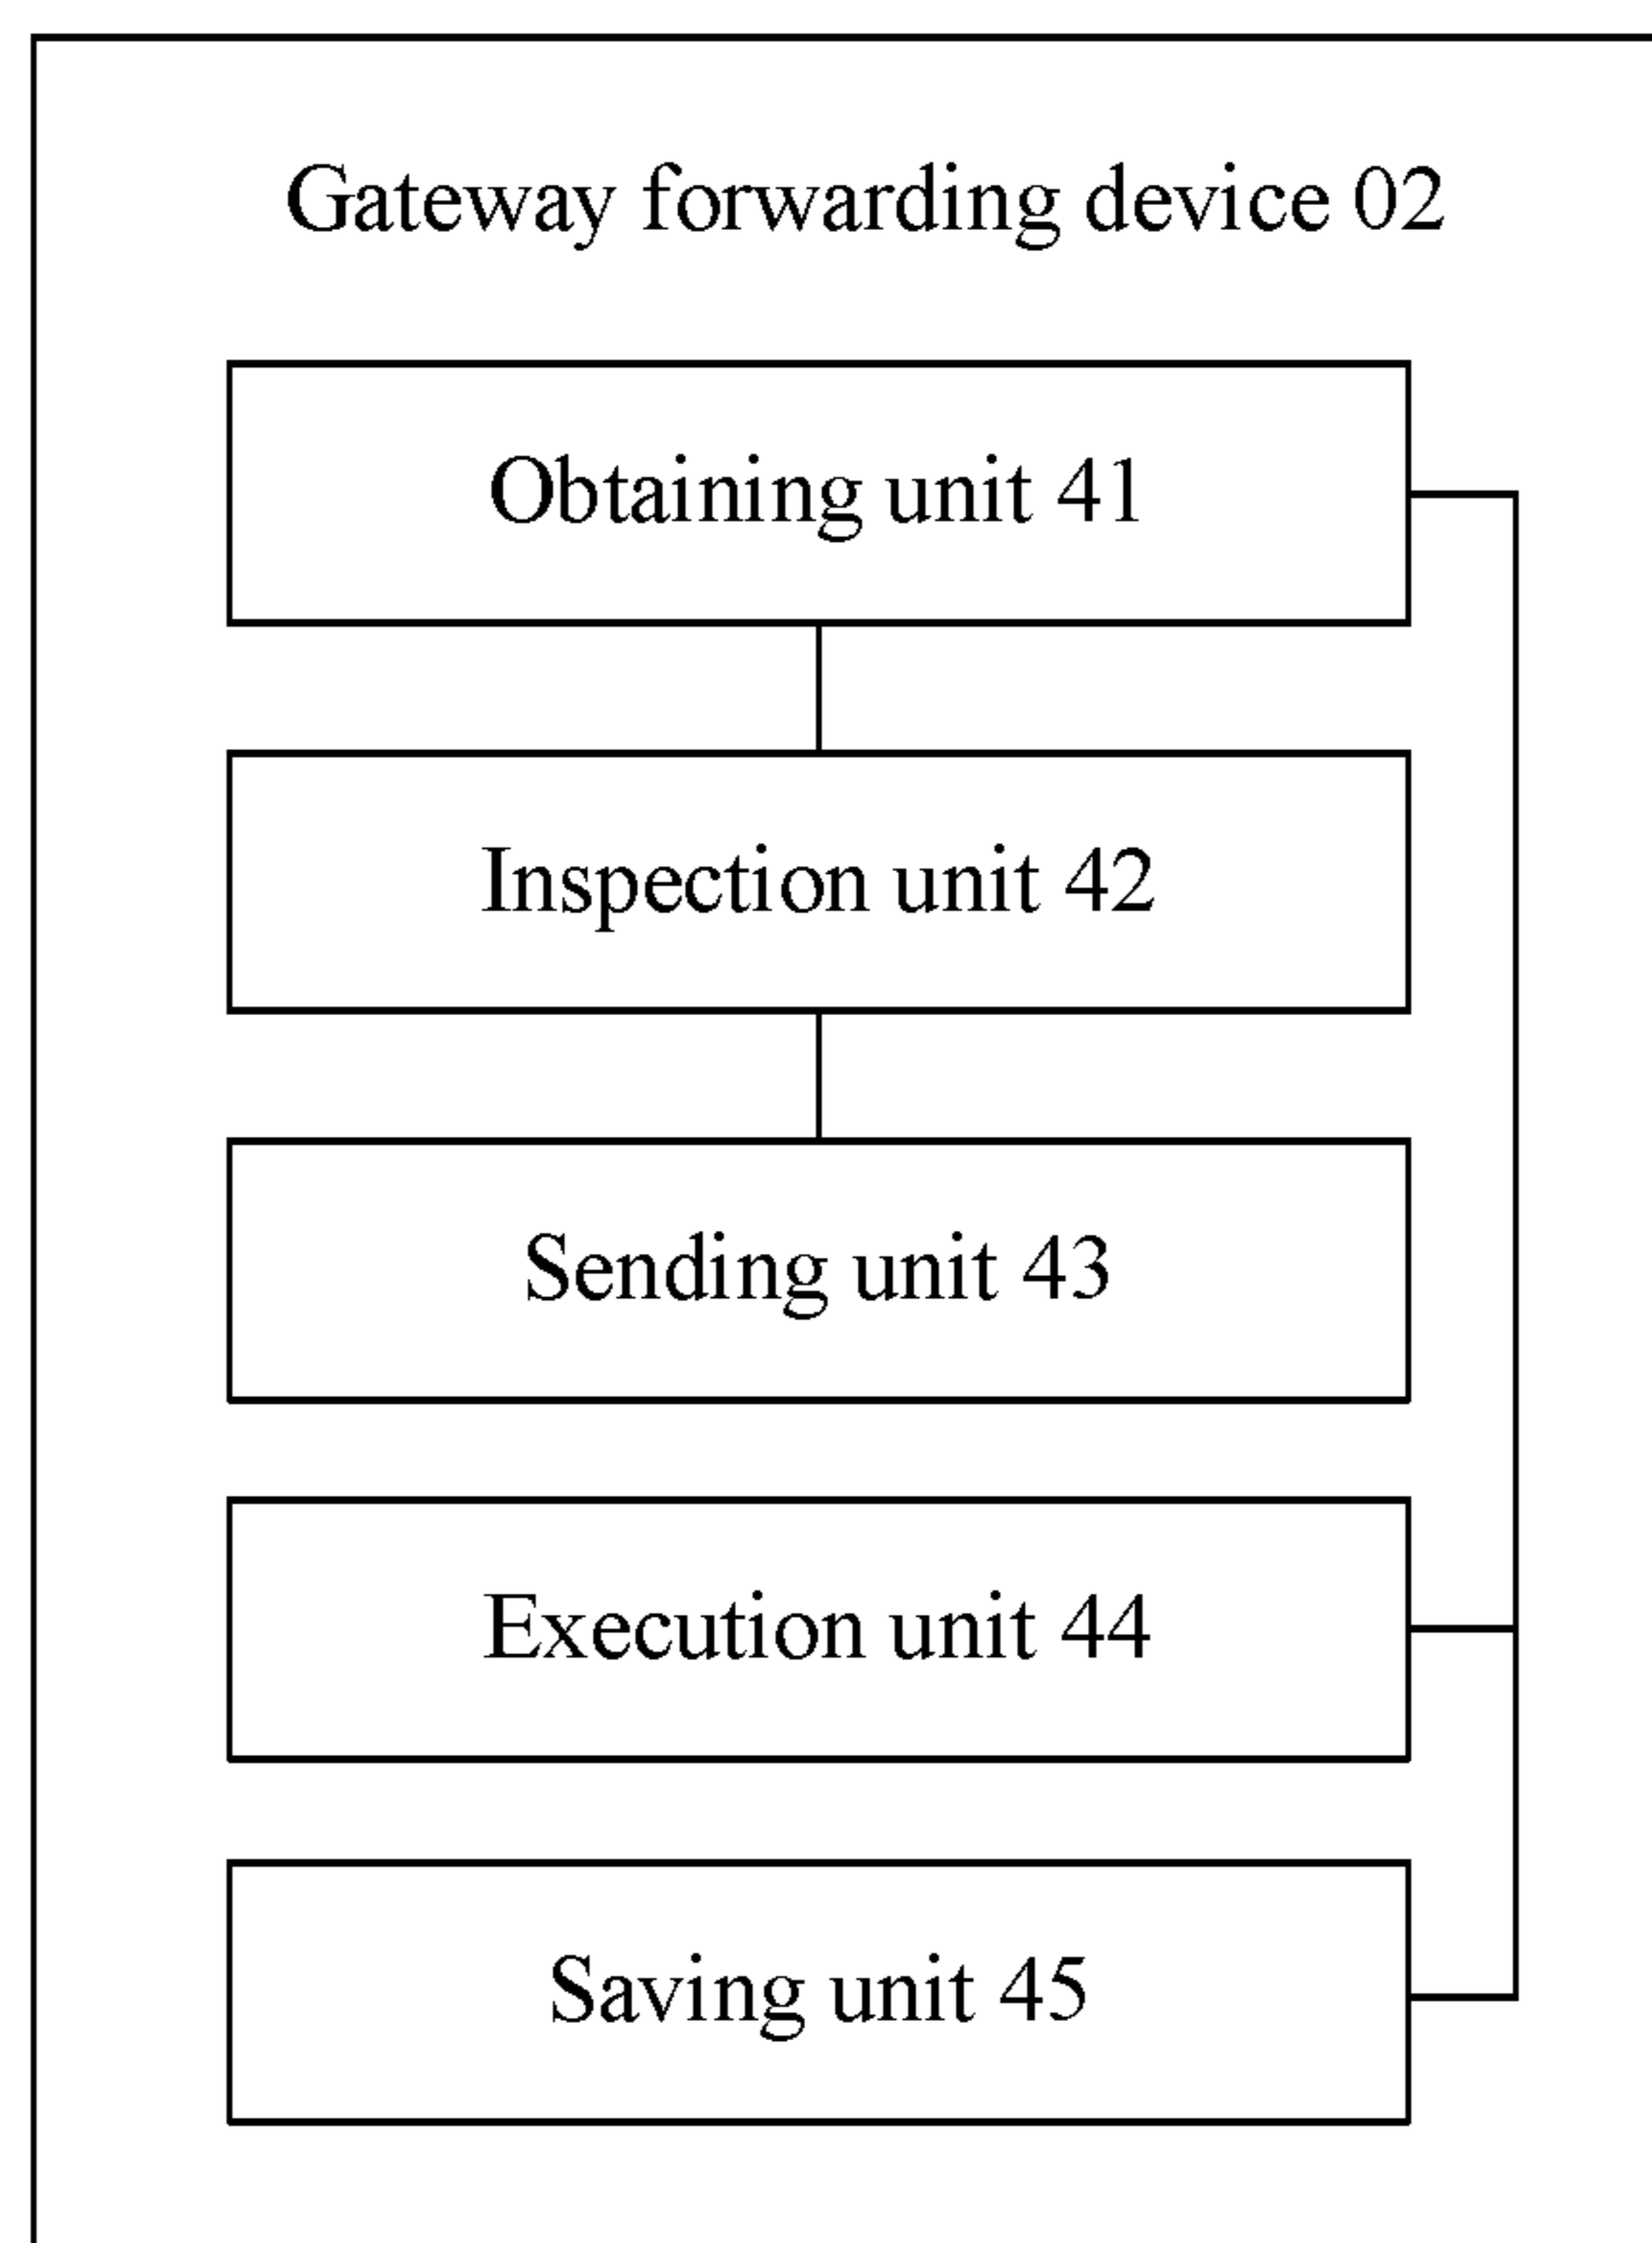 Gateway forwarding device 02
Obtaining unit 41
Inspection unit 42
Sending unit 43
Execution unit 44
Saving unit 45